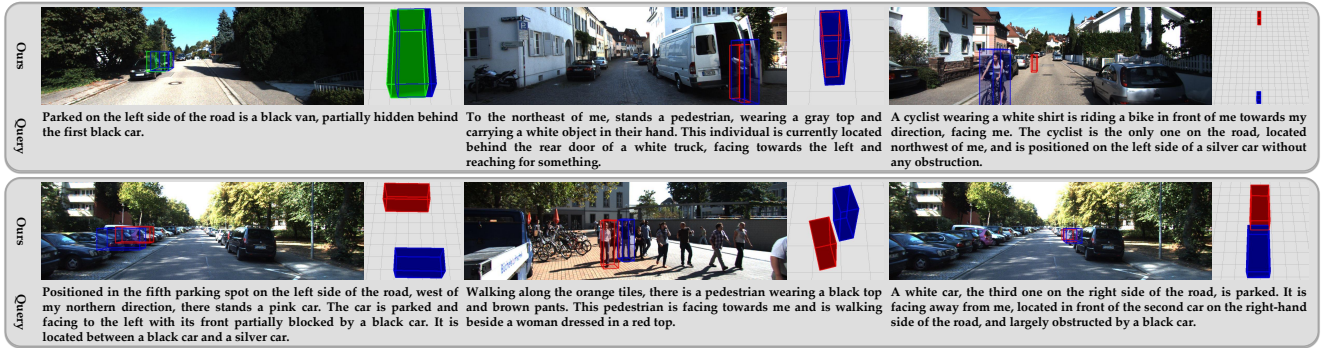 Ours
Query
Parked on the left side of the road is a black van, partially hidden behind
the first black car.
To the northeast of me, stands a pedestrian, wearing a gray top and
carrying a white object in their hand. This individual is currently located
behind the rear door of a white truck, facing towards the left and
reaching for something.
A cyclist wearing a white shirt is riding a bike in front of me towards my
direction, facing me. The cyclist is the only one on the road, located
northwest of me, and is positioned on the left side of a silver car without
any obstruction.
Ours
Query
Positioned in the fifth parking spot on the left side of the road, west of
my northern direction, there stands a pink car. The car is parked and
facing to the left with its front partially blocked by a black car. It is
located between a black car and a silver car.
Walking along the orange tiles, there is a pedestrian wearing a black top
and brown pants. This pedestrian is facing towards me and is walking
beside a woman dressed in a red top.
A white car, the third one on the right side of the road, is parked. It is
facing away from me, located in front of the second car on the right-hand
side of the road, and largely obstructed by a black car.